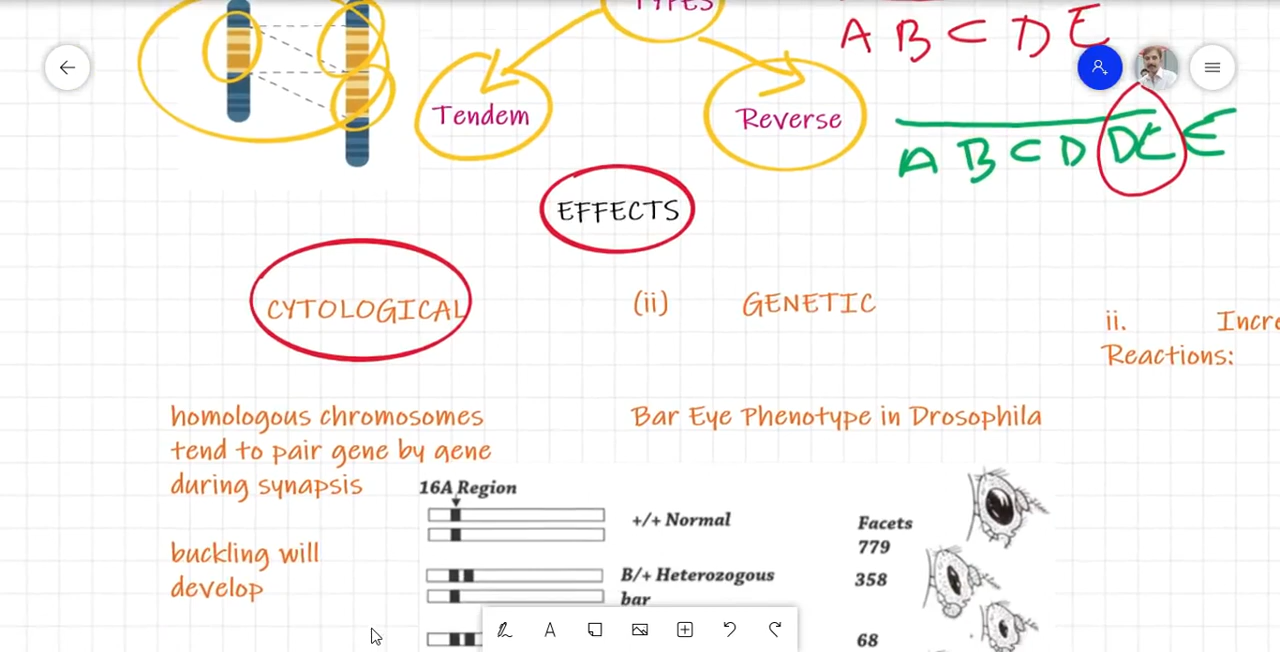 TYPES
A B C D E
Tendem
Reverse
A B C D DE E
EFFECTS
CYTOLOGICAL
(ii) GENETIC
ii. Incre
Reactions:
homologous chromosomes
tend to pair gene by gene
during synapsis
buckling will
develop
Bar Eye Phenotype in Drosophila
16A Region
+/+ Normal
Facets
779
B/+ Heterozogous
bar
358
68
A